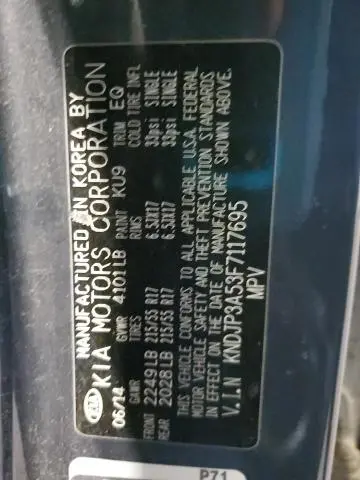 MANUFACTURED IN KOREA BY
KIA MOTORS CORPORATION
KIA
06/14 GVWR 4101LB PAINT KU9 TRIM EQ
GAWR TIRES RIMS COLD TIRE INFL
FRONT 2249LB 215/55 R17 6.5JX17 33psi SINGLE
REAR 2028LB 215/55 R17 6.5JX17 33psi SINGLE
THIS VEHICLE CONFORMS TO ALL APPLICABLE U.S.A. FEDERAL
MOTOR VEHICLE SAFETY AND THEFT PREVENTION STANDARDS
IN EFFECT ON THE DATE OF MANUFACTURE SHOWN ABOVE.
V.I.N KNDJP3A53F7117695
MPV
P71